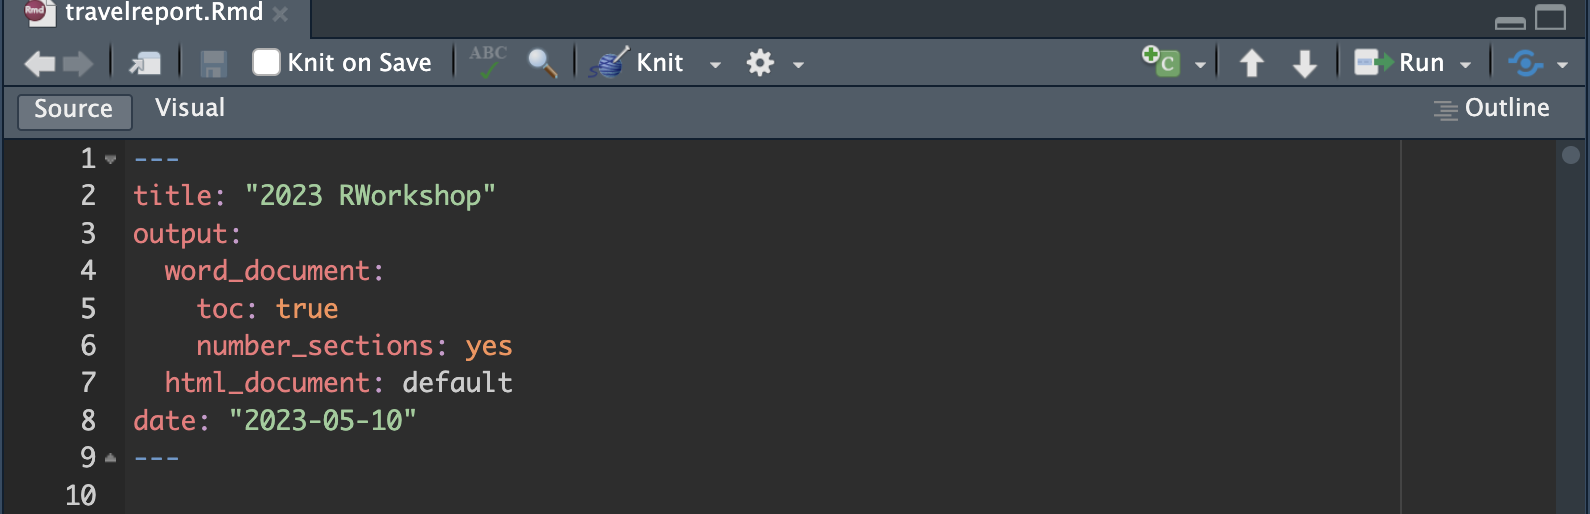 Rmd travelreport.Rmd ×
Knit on Save ABC Knit C Run
Source Visual Outline
1 ---
2 title: "2023 RWorkshop"
3 output:
4   word_document:
5     toc: true
6     number_sections: yes
7   html_document: default
8 date: "2023-05-10"
9 ---
10